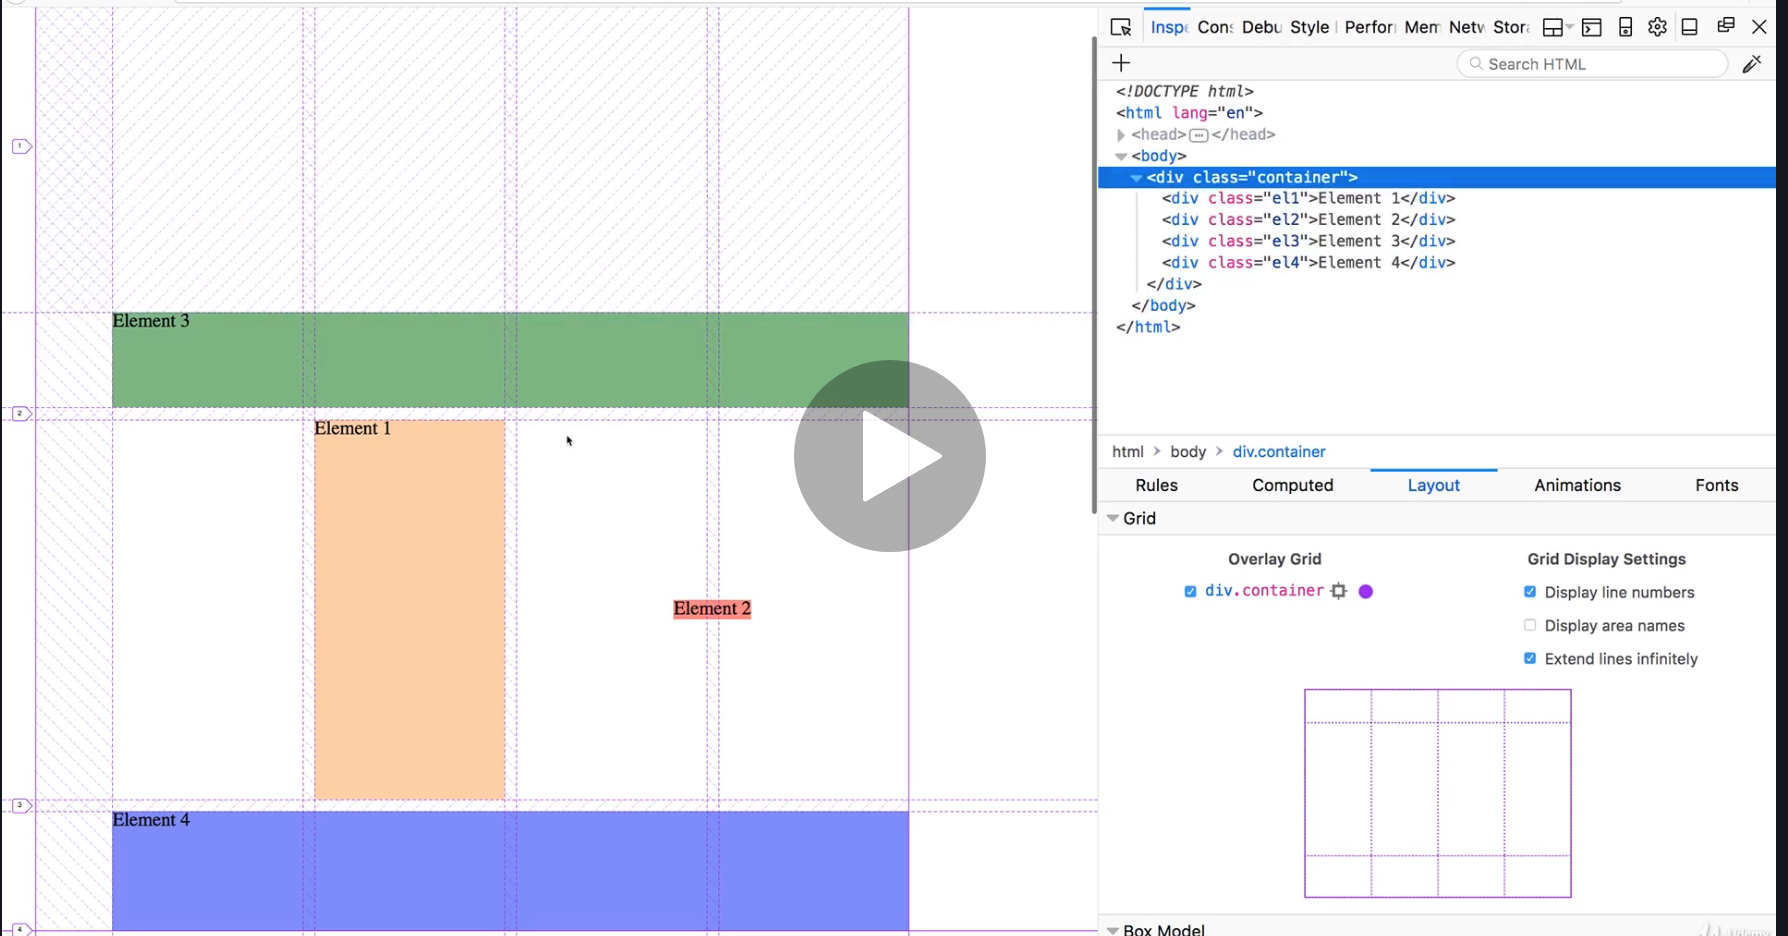 Insp
Cons
Debu
Style
Perfor
Mem
Netw
Stora
Search HTML
<!DOCTYPE html>
<html lang="en">
<head></head>
<body>
<div class="container">
<div class="el1">Element 1</div>
<div class="el2">Element 2</div>
<div class="el3">Element 3</div>
<div class="el4">Element 4</div>
</div>
</body>
</html>
1
Element 3
2
Element 1
Element 2
3
Element 4
4
html > body > div.container
Rules
Computed
Layout
Animations
Fonts
Grid
Overlay Grid
div.container
Grid Display Settings
Display line numbers
Display area names
Extend lines infinitely
Box Model
Udemy